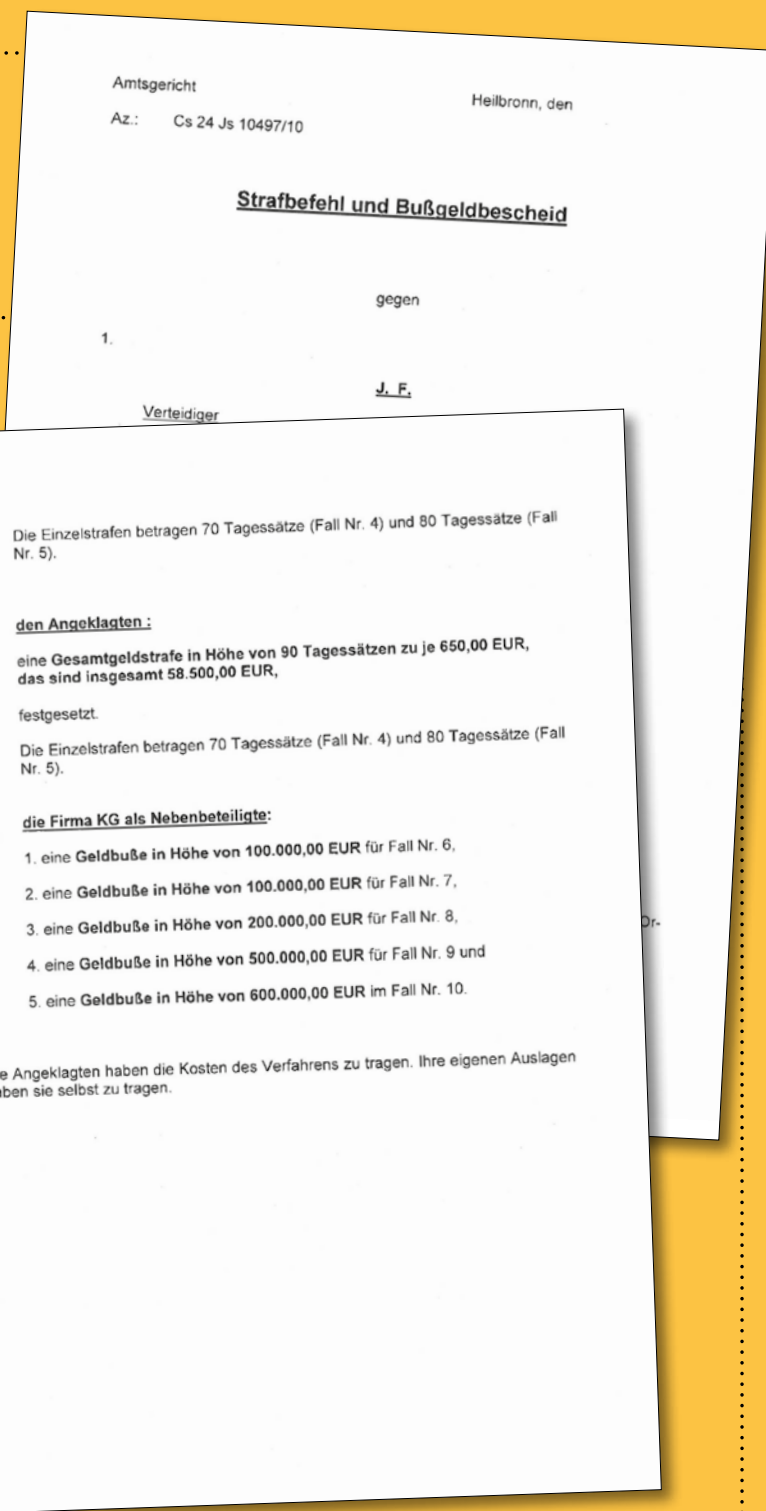 Amtsgericht
Heilbronn, den
Az.: Cs 24 Js 10497/10
Strafbefehl und Bußgeldbescheid
gegen
1.
J. F.
Verteidiger
Die Einzelstrafen betragen 70 Tagessätze (Fall Nr. 4) und 80 Tagessätze (Fall
Nr. 5).
den Angeklagten :
eine Gesamtgeldstrafe in Höhe von 90 Tagessätzen zu je 650,00 EUR,
das sind insgesamt 58.500,00 EUR,
festgesetzt.
Die Einzelstrafen betragen 70 Tagessätze (Fall Nr. 4) und 80 Tagessätze (Fall
Nr. 5).
die Firma KG als Nebenbeteiligte:
1. eine Geldbuße in Höhe von 100.000,00 EUR für Fall Nr. 6,
2. eine Geldbuße in Höhe von 100.000,00 EUR für Fall Nr. 7,
3. eine Geldbuße in Höhe von 200.000,00 EUR für Fall Nr. 8,
4. eine Geldbuße in Höhe von 500.000,00 EUR für Fall Nr. 9 und
5. eine Geldbuße in Höhe von 600.000,00 EUR im Fall Nr. 10.
e Angeklagten haben die Kosten des Verfahrens zu tragen. Ihre eigenen Auslagen
ben sie selbst zu tragen.